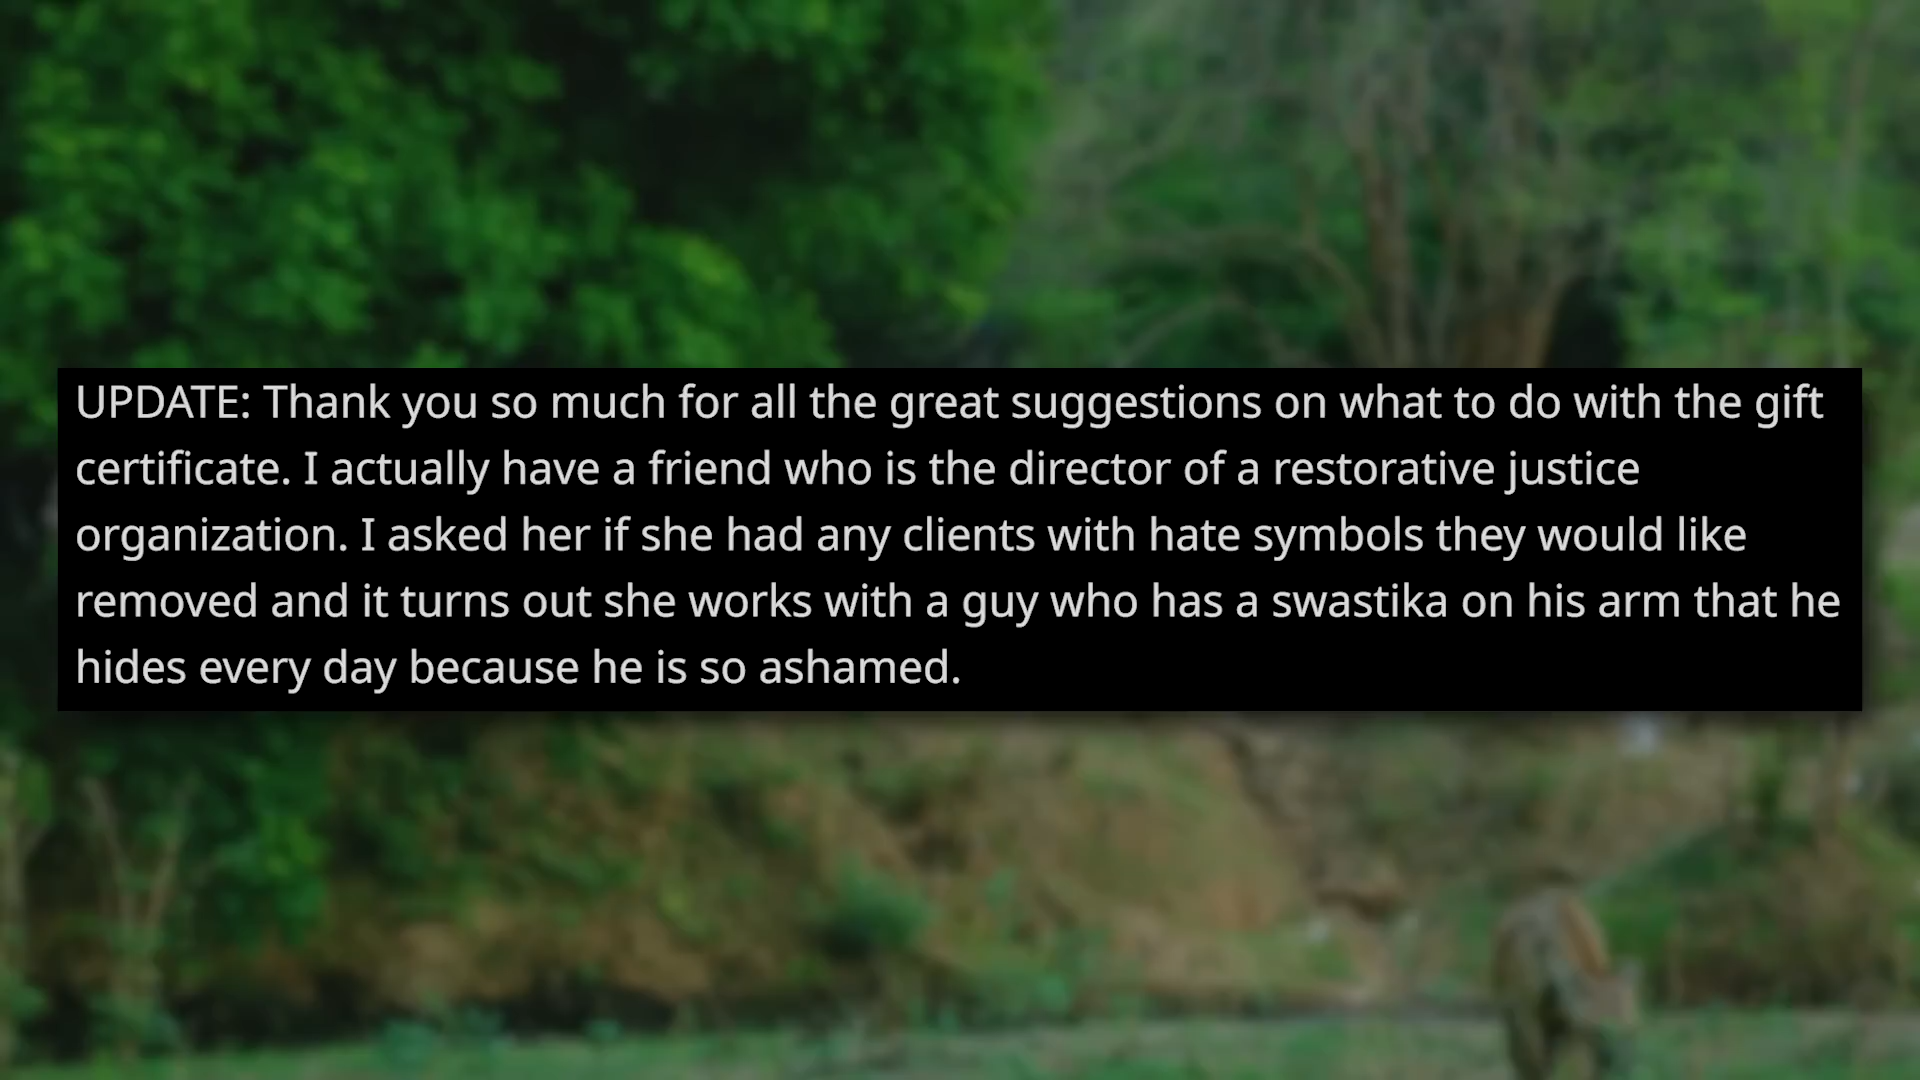 UPDATE: Thank you so much for all the great suggestions on what to do with the gift
certificate. I actually have a friend who is the director of a restorative justice
organization. I asked her if she had any clients with hate symbols they would like
removed and it turns out she works with a guy who has a swastika on his arm that he
hides every day because he is so ashamed.